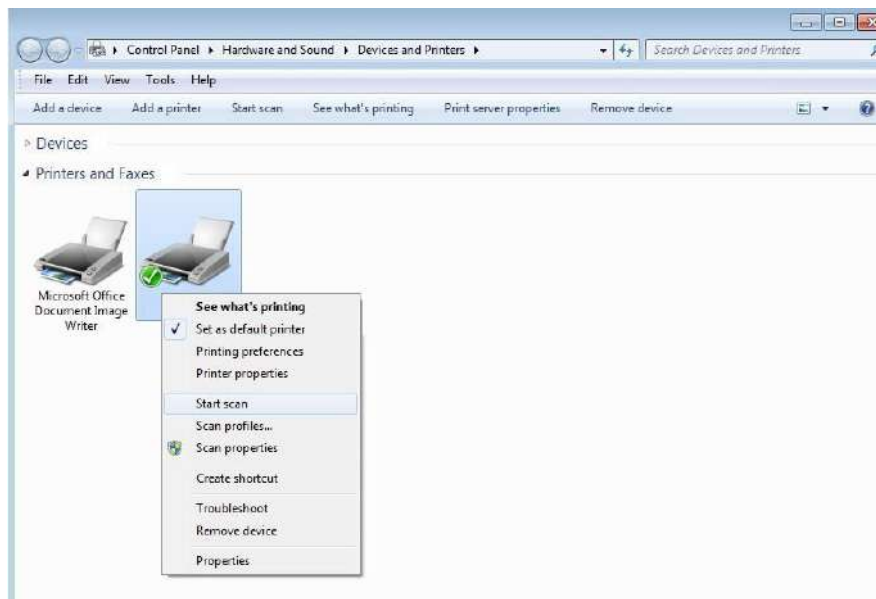 Control Panel Hardware and Sound Devices and Printers
Search Devices and Printers
File Edit View Tools Help
Add a device Add a printer Start scan See what's printing Print server properties Remove device
Devices
Printers and Faxes
Microsoft Office
Document Image
Writer
See what's printing
Set as default printer
Printing preferences
Printer properties
Start scan
Scan profiles...
Scan properties
Create shortcut
Troubleshoot
Remove device
Properties